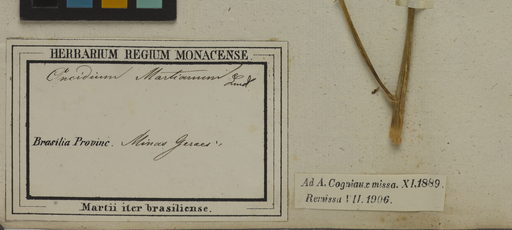 HERBARIUM REGIUM MONACENSE.
Oncidium Martianum Lindl
Brasilia Provinc. Minas Geraes.
Martii iter brasiliense.
Ad A. Cogniaux missa. XI.1889.
Remissa VII. 1906.